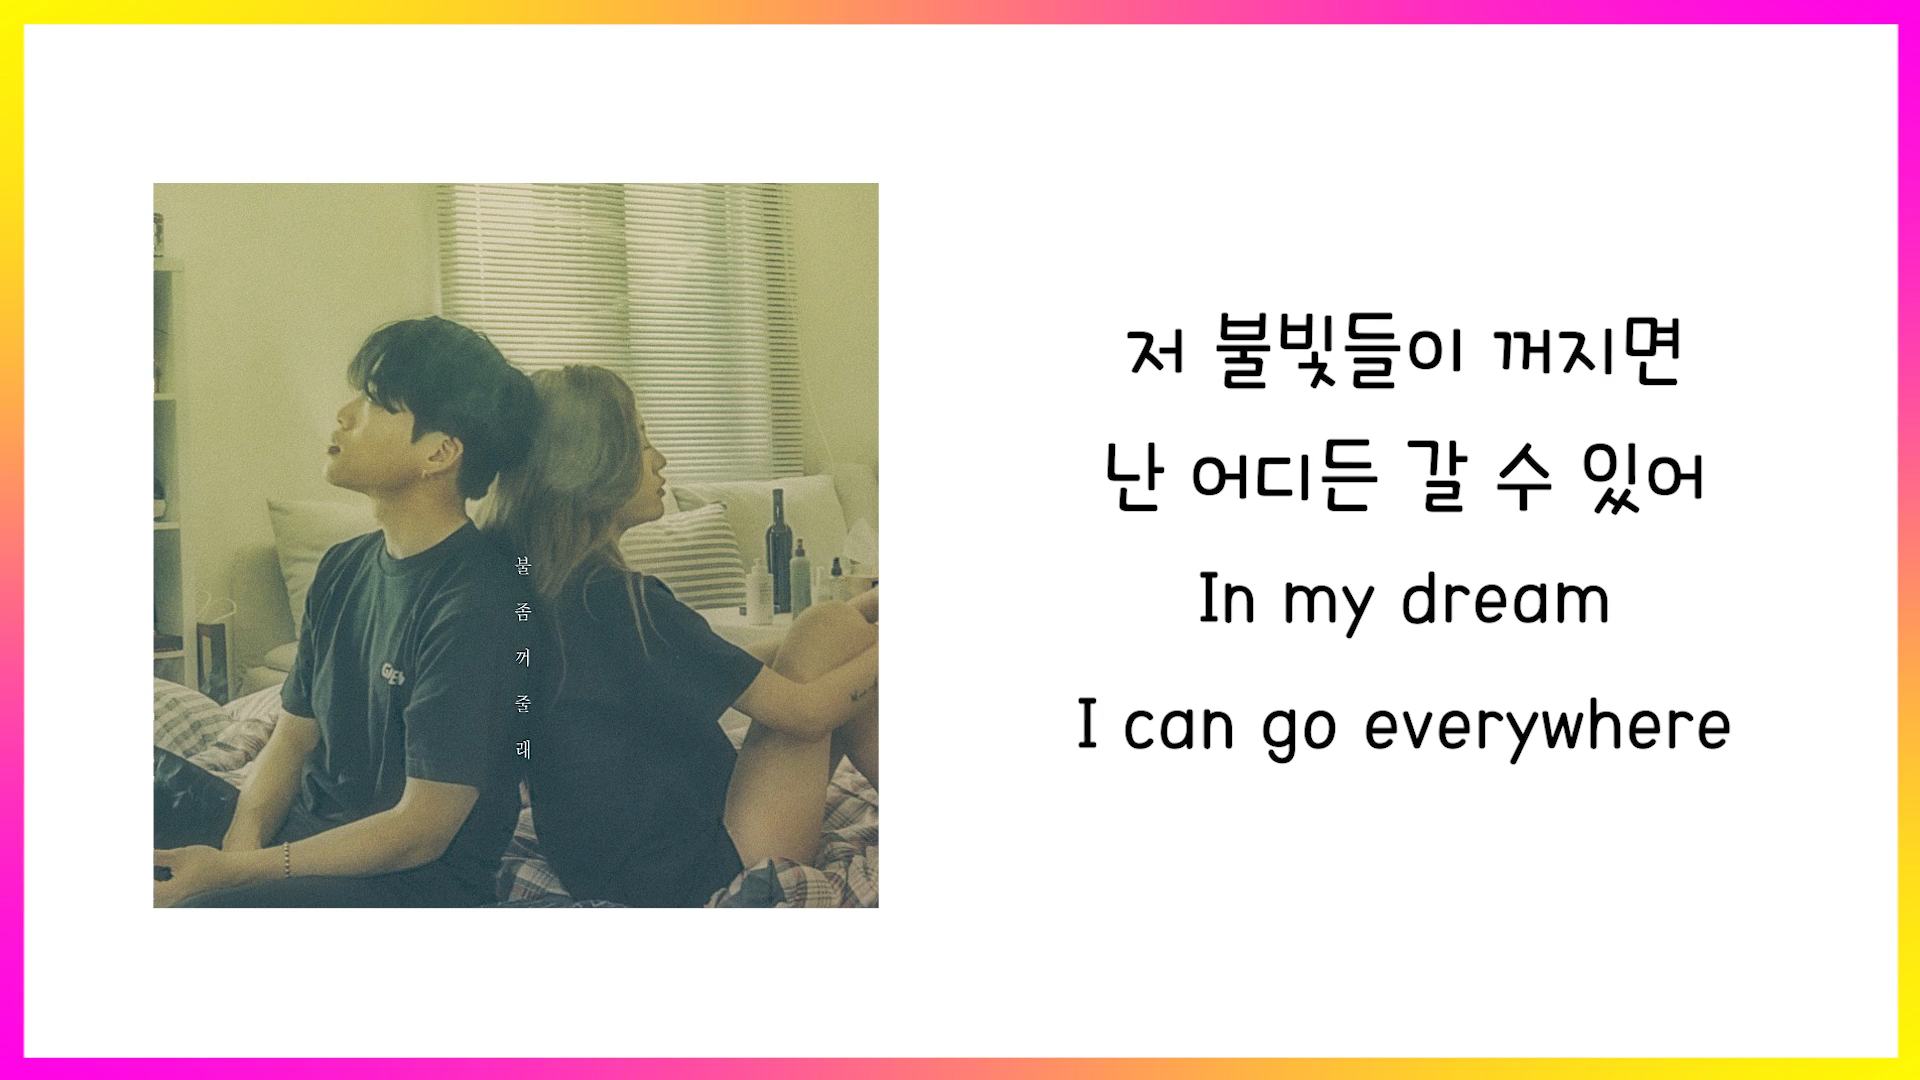 불좀꺼줄래
저 불빛들이 꺼지면
난 어디든 갈 수 있어
In my dream
I can go everywhere